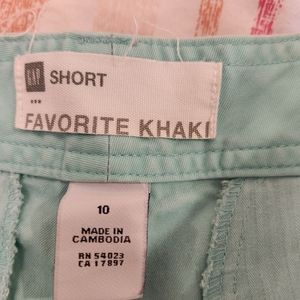 GAP SHORT
FAVORITE KHAKI
10
MADE IN
CAMBODIA
RN 54023
CA 17897